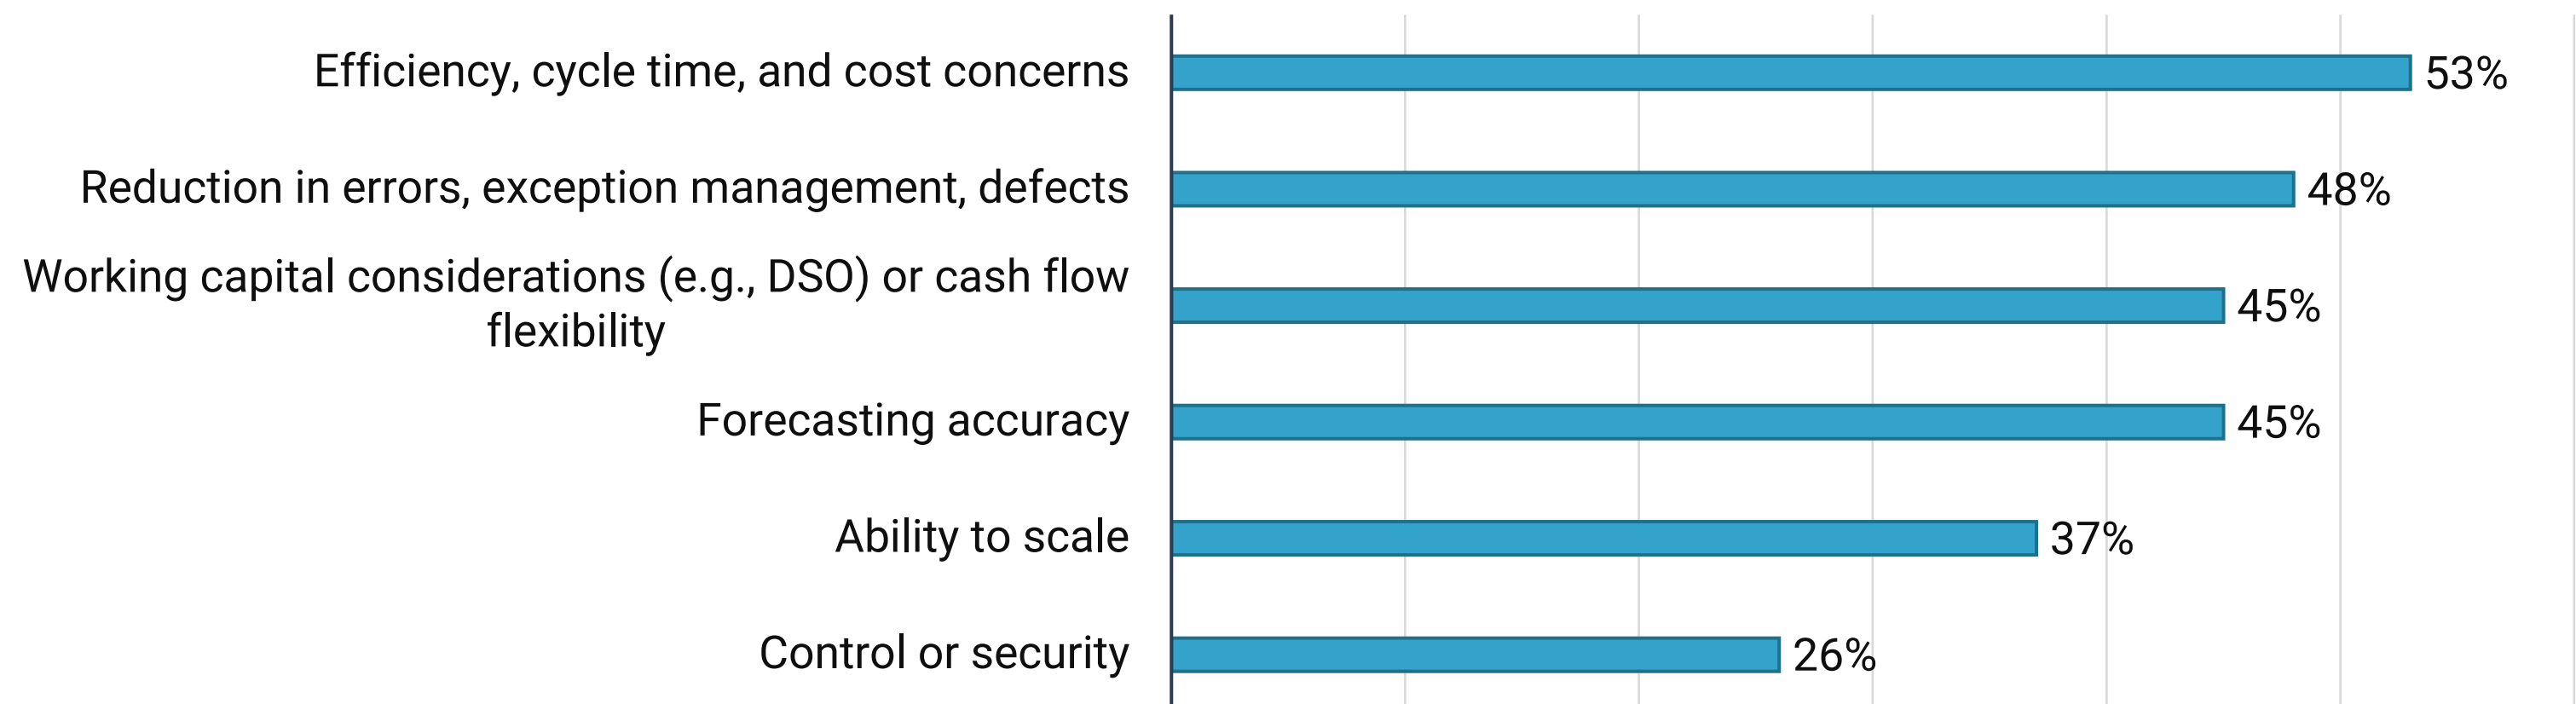 Efficiency, cycle time, and cost concerns
53%
Reduction in errors, exception management, defects
48%
Working capital considerations (e.g., DSO) or cash flow
flexibility
45%
Forecasting accuracy
45%
Ability to scale
37%
Control or security
26%